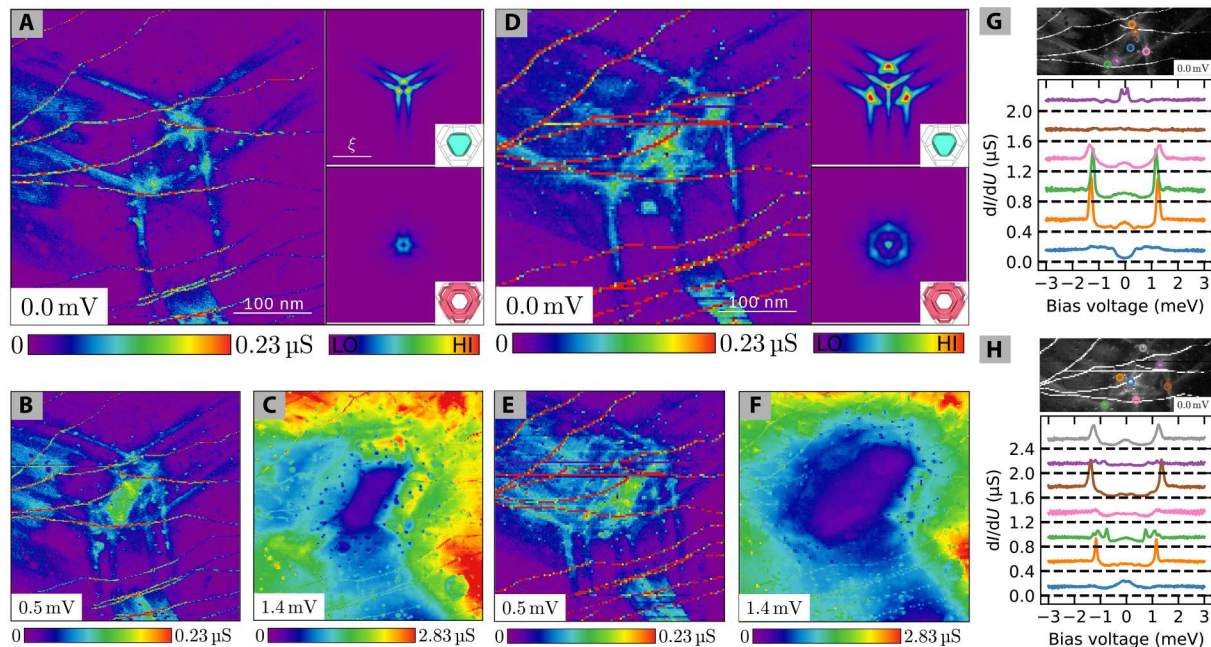 A
ξ
0.0 mV
100 nm
0
0.23 µS
LO
HI
D
0.0 mV
100 nm
0
0.23 µS
LO
HI
G
0.0 mV
dI/dU (µS)
2.0
1.6
1.2
0.8
0.4
0.0
−3 −2 −1 0 1 2 3
Bias voltage (meV)
B
0.5 mV
0
0.23 µS
C
1.4 mV
0
2.83 µS
E
0.5 mV
0
0.23 µS
F
1.4 mV
0
2.83 µS
H
0.0 mV
dI/dU (µS)
2.4
2.0
1.6
1.2
0.8
0.4
0.0
−3 −2 −1 0 1 2 3
Bias voltage (meV)